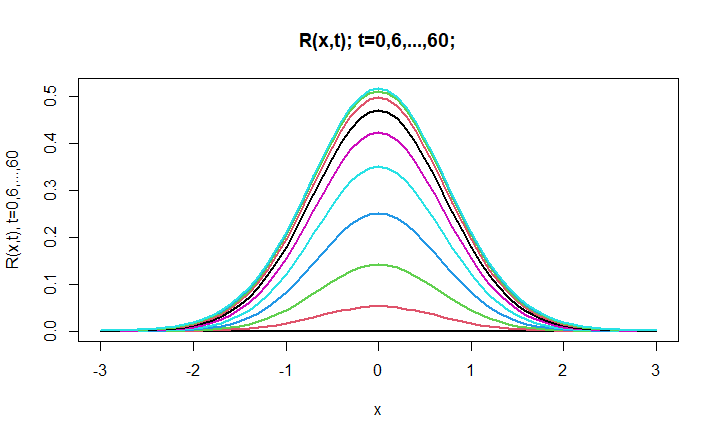 R(x,t); t=0,6,...,60;
R(x,t), t=0,6,...,60
0.5
0.4
0.3
0.2
0.1
0.0
-3 -2 -1 0 1 2 3
x